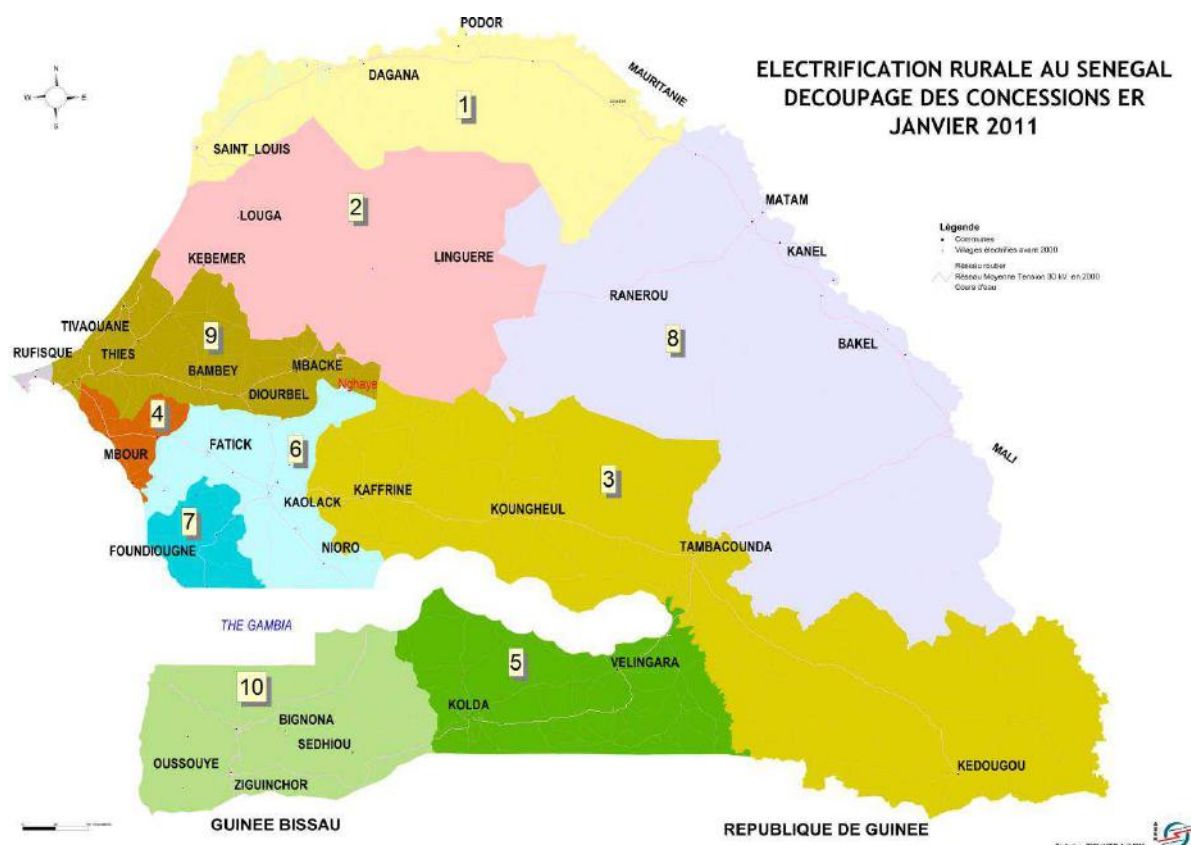 PODOR
ELECTRIFICATION RURALE AU SENEGAL
DECOUPAGE DES CONCESSIONS ER
JANVIER 2011
N
W
E
S
DAGANA
MAURITANIE
1
SAINT_LOUIS
2
LOUGA
MATAM
Légende
Communes
Villages électrifiés avant 2000
Réseau routier
Réseau Moyenne Tension 30 kV en 2000
Cours d'eau
KANEL
KEBEMER
LINGUERE
RANEROU
TIVAOUANE
9
8
BAKEL
RUFISQUE
THIES
BAMBEY
MBACKE
Nghaye
DIOURBEL
4
MBOUR
FATICK
6
MALI
3
KAFFRINE
KAOLACK
KOUNGHEUL
7
FOUNDIOUGNE
NIORO
TAMBACOUNDA
THE GAMBIA
5
VELINGARA
10
KOLDA
BIGNONA
SEDHIOU
OUSSOUYE
ZIGUINCHOR
KEDOUGOU
GUINEE BISSAU
REPUBLIQUE DE GUINEE